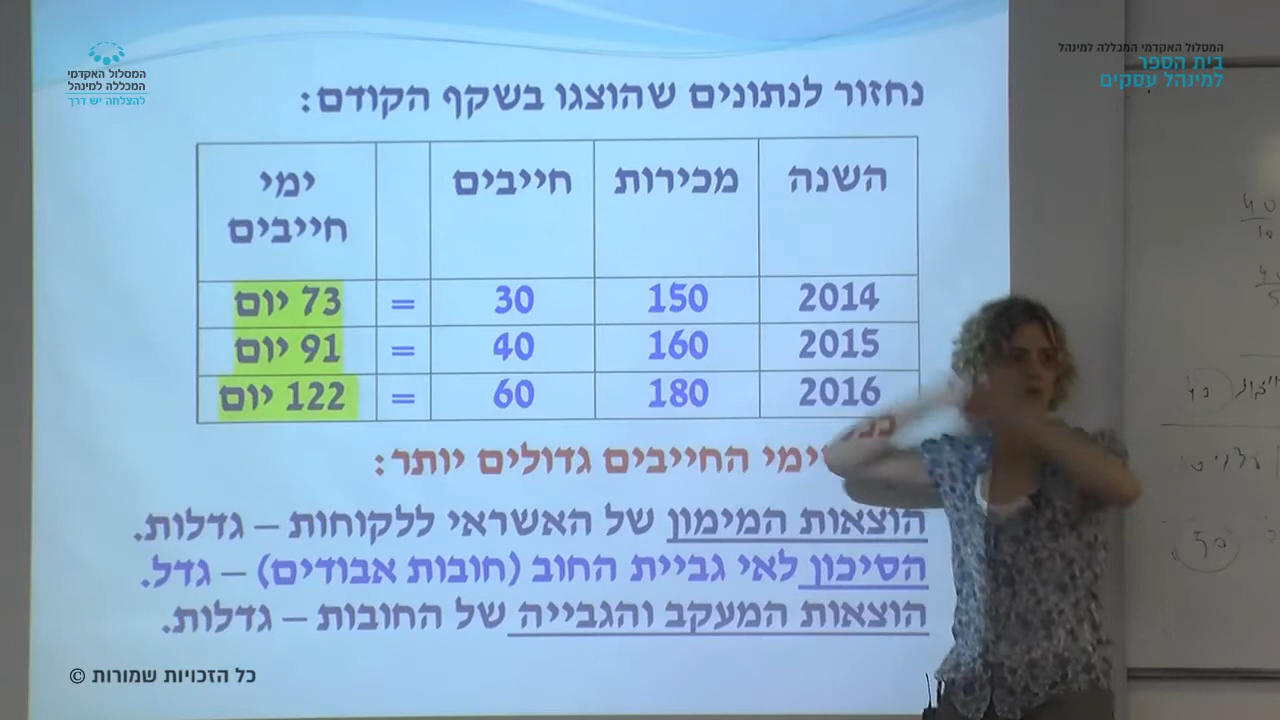 המסלול האקדמי המכללה למינהל
בית הספר
למינהל עסקים
המסלול האקדמי
המכללה למינהל
להצלחה יש דרך
נחזור לנתונים שהוצגו בשקף הקודם:
השנה מכירות חייבים ימי חייבים
2014 150 30 = 73 יום
2015 160 40 = 91 יום
2016 180 60 = 122 יום
ימי החייבים גדולים יותר:
הוצאות המימון של האשראי ללקוחות – גדלות.
הסיכון לאי גביית החוב (חובות אבודים) – גדל.
הוצאות המעקב והגבייה של החובות – גדלות.
כל הזכויות שמורות ©
40
50